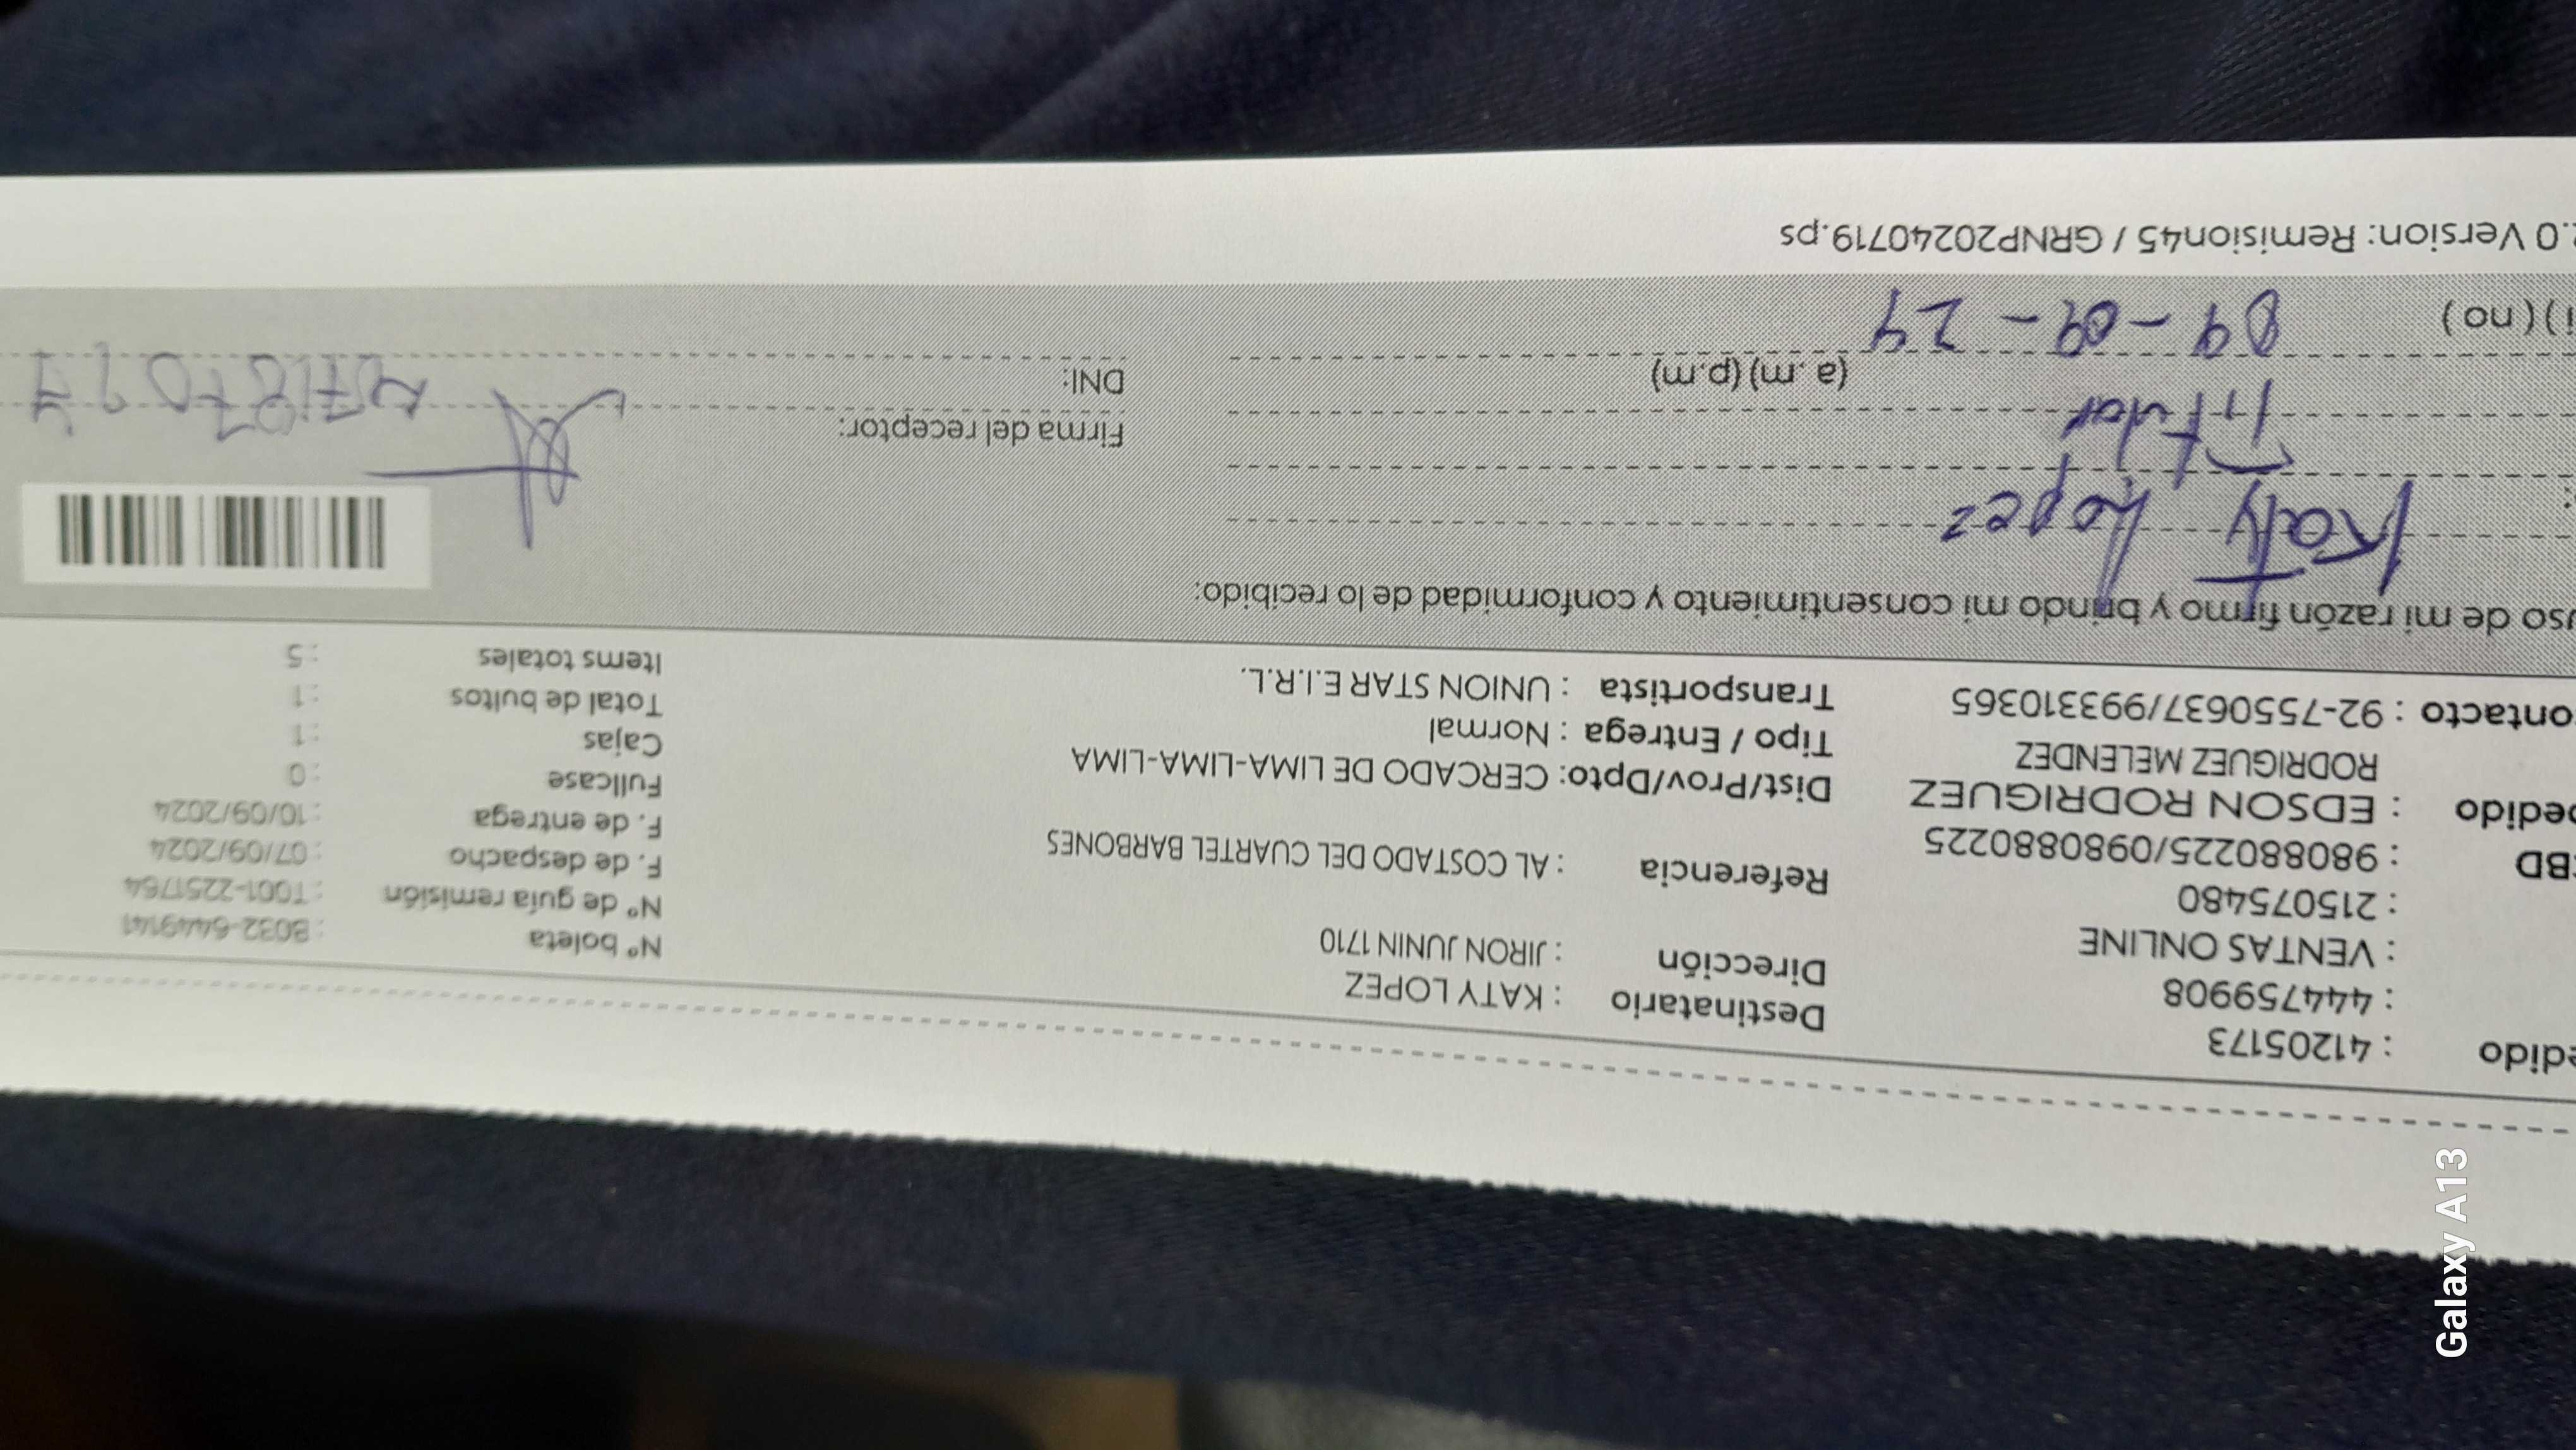 edido : 41205173
: 444759908
: VENTAS ONLINE
: 215075480
BD : 980880225/0980880225
pedido : EDSON RODRIGUEZ
RODRIGUEZ MELENDEZ
ontacto : 92-7550637/993310365
Destinatario : KATY LOPEZ
Dirección : JIRON JUNIN 1710
Referencia : AL COSTADO DEL CUARTEL BARBONES
Dist/Prov/Dpto: CERCADO DE LIMA-LIMA-LIMA
Tipo / Entrega : Normal
Transportista : UNION STAR E.I.R.L.
Nº boleta : B032-6449141
Nº de guía remisión : T001-2251764
F. de despacho : 07/09/2024
F. de entrega : 10/09/2024
Fullcase : 0
Cajas : 1
Total de bultos : 1
Items totales : 5
uso de mi razón firmo y brindo mi consentimiento y conformidad de lo recibido:
Katy Lopez
Titular
(a.m) (p.m)
09-09-24
i) (no)
Firma del receptor:
DNI:
2.0 Version: Remision45 / GRNP20240719.ps
Galaxy A13